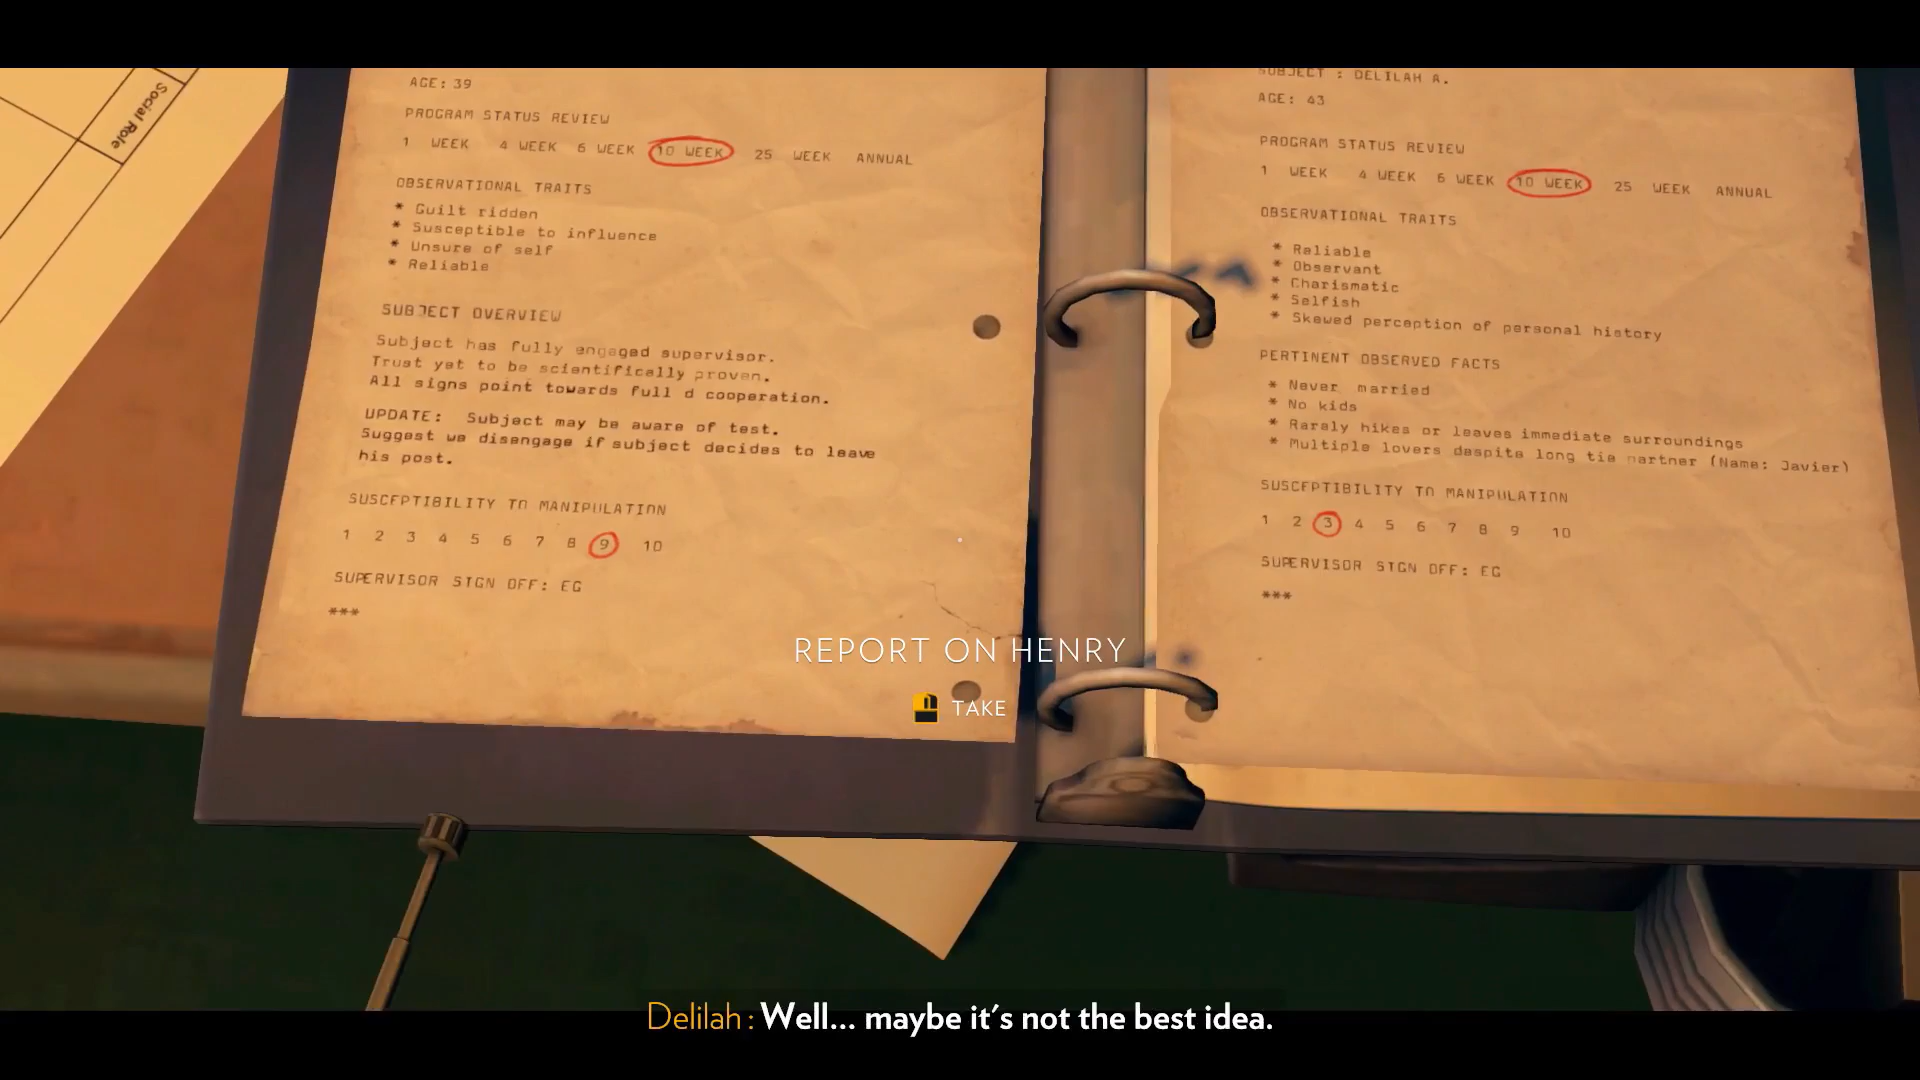 Social Role
AGE: 39
PROGRAM STATUS REVIEW
1 WEEK 4 WEEK 6 WEEK 10 WEEK 25 WEEK ANNUAL
OBSERVATIONAL TRAITS
* Guilt ridden
* Susceptible to influence
* Unsure of self
* Reliable
SUBJECT OVERVIEW
Subject has fully engaged supervisor.
Trust yet to be scientifically proven.
All signs point towards full d cooperation.
UPDATE: Subject may be aware of test.
Suggest we disengage if subject decides to leave
his post.
SUSCEPTIBILITY TO MANIPULATION
1 2 3 4 5 6 7 8 9 10
SUPERVISOR SIGN OFF: EG
***
SUBJECT : DELILAH A.
AGE: 43
PROGRAM STATUS REVIEW
1 WEEK 4 WEEK 6 WEEK 10 WEEK 25 WEEK ANNUAL
OBSERVATIONAL TRAITS
* Reliable
* Observant
* Charismatic
* Selfish
* Skewed perception of personal history
PERTINENT OBSERVED FACTS
* Never married
* No kids
* Rarely hikes or leaves immediate surroundings
* Multiple lovers despite long tie partner (Name: Javier)
SUSCEPTIBILITY TO MANIPULATION
1 2 3 4 5 6 7 8 9 10
SUPERVISOR SIGN OFF: EG
***
REPORT ON HENRY
TAKE
Delilah : Well... maybe it's not the best idea.